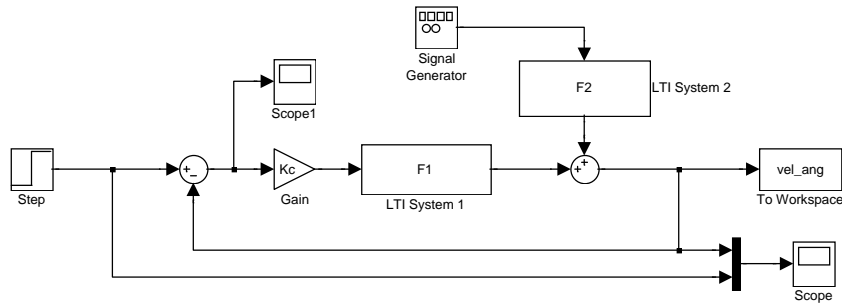 Signal
Generator
F2
LTI System 2
Scope1
Step
+
−
Kc
Gain
F1
LTI System 1
+
+
vel_ang
To Workspace
Scope